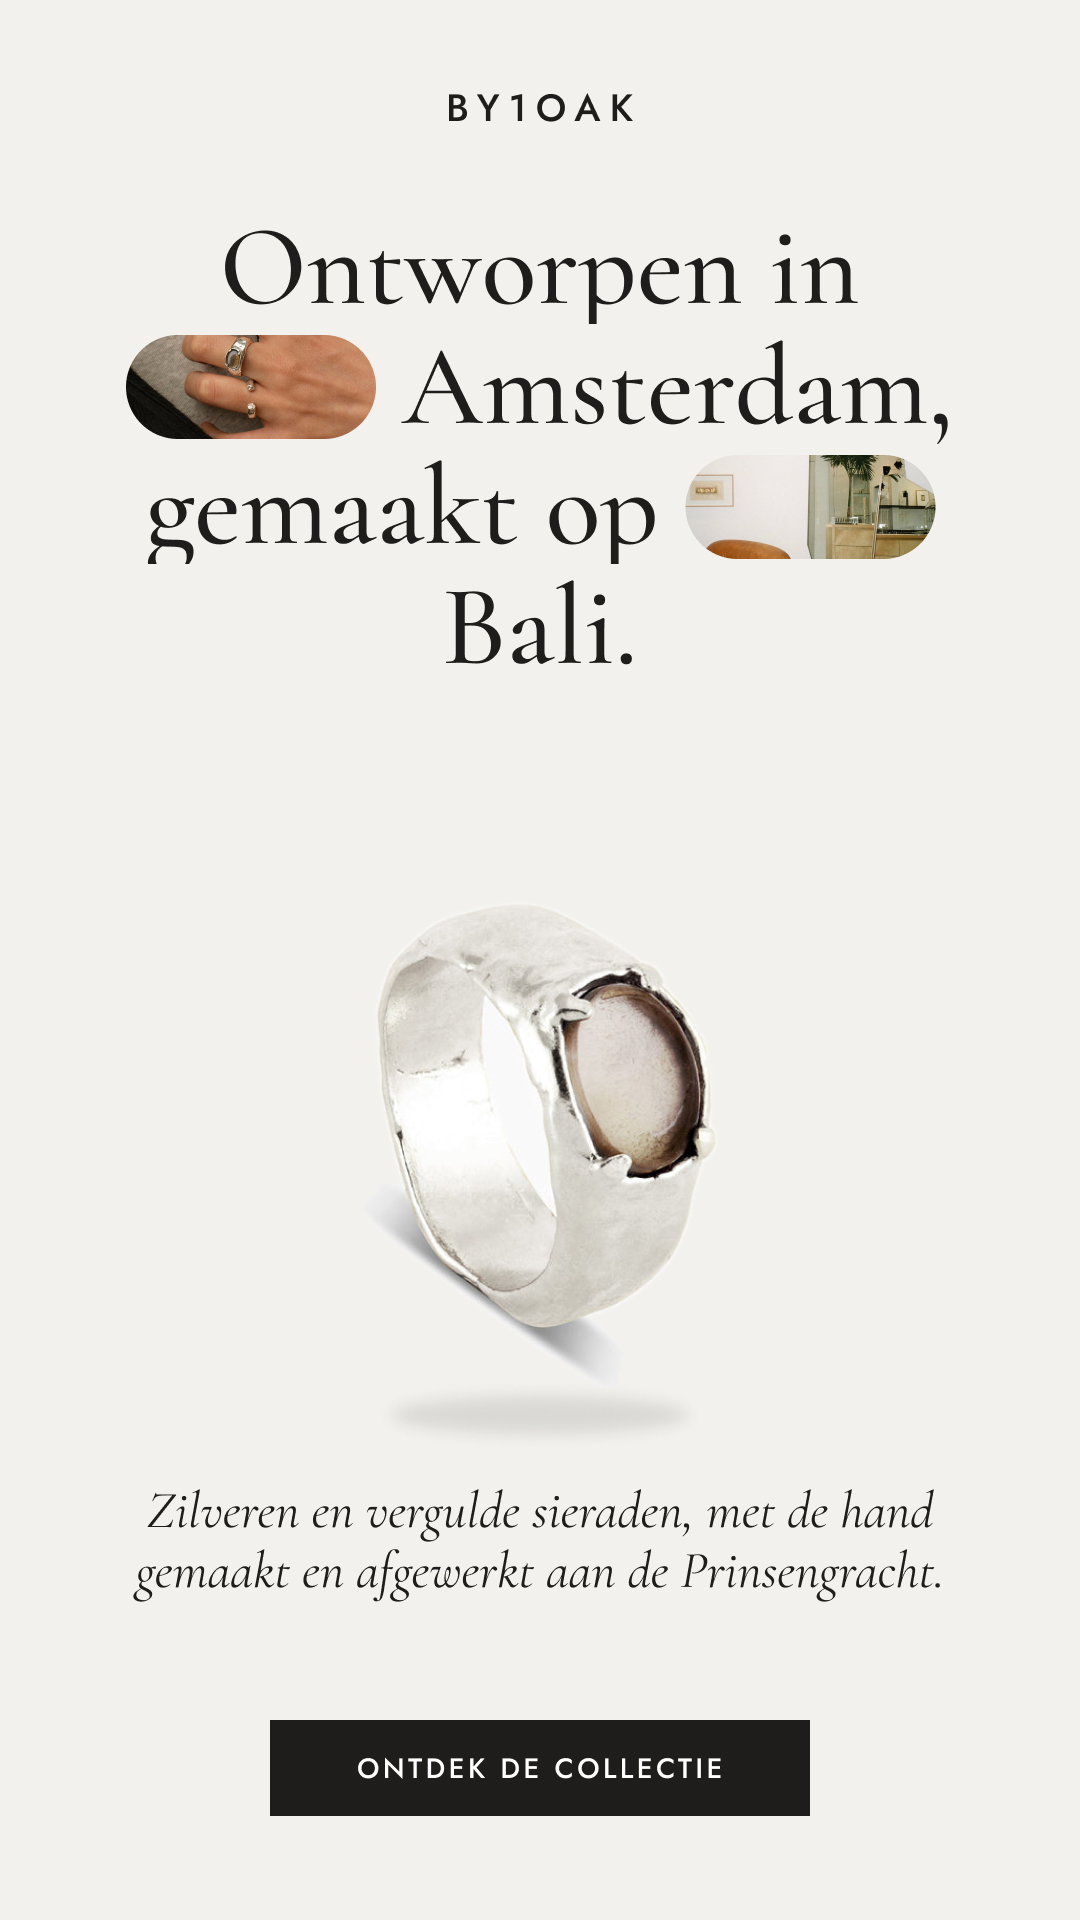 BY1OAK
Ontworpen in
Amsterdam,
gemaakt op
Bali.
Zilveren en vergulde sieraden, met de hand
gemaakt en afgewerkt aan de Prinsengracht.
ONTDEK DE COLLECTIE